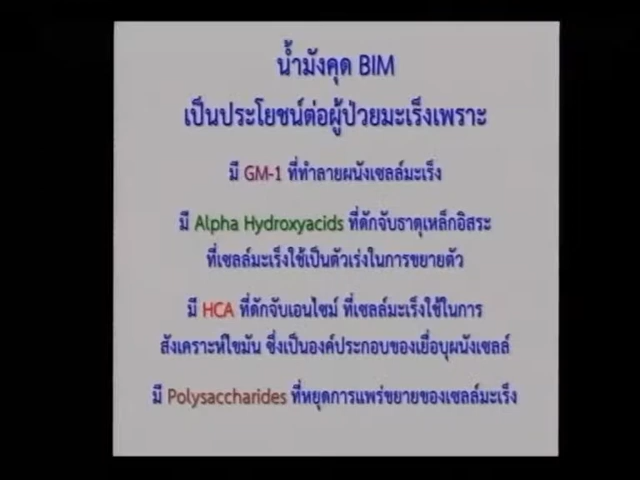 น้ำมังคุด BIM
เป็นประโยชน์ต่อผู้ป่วยมะเร็งเพราะ
มี GM-1 ที่ทำลายผนังเซลล์มะเร็ง
มี Alpha Hydroxyacids ที่ดักจับธาตุเหล็กอิสระ
ที่เซลล์มะเร็งใช้เป็นตัวเร่งในการขยายตัว
มี HCA ที่ดักจับเอนไซม์ ที่เซลล์มะเร็งใช้ในการ
สังเคราะห์ไขมัน ซึ่งเป็นองค์ประกอบของเยื่อบุผนังเซลล์
มี Polysaccharides ที่หยุดการแพร่ขยายของเซลล์มะเร็ง